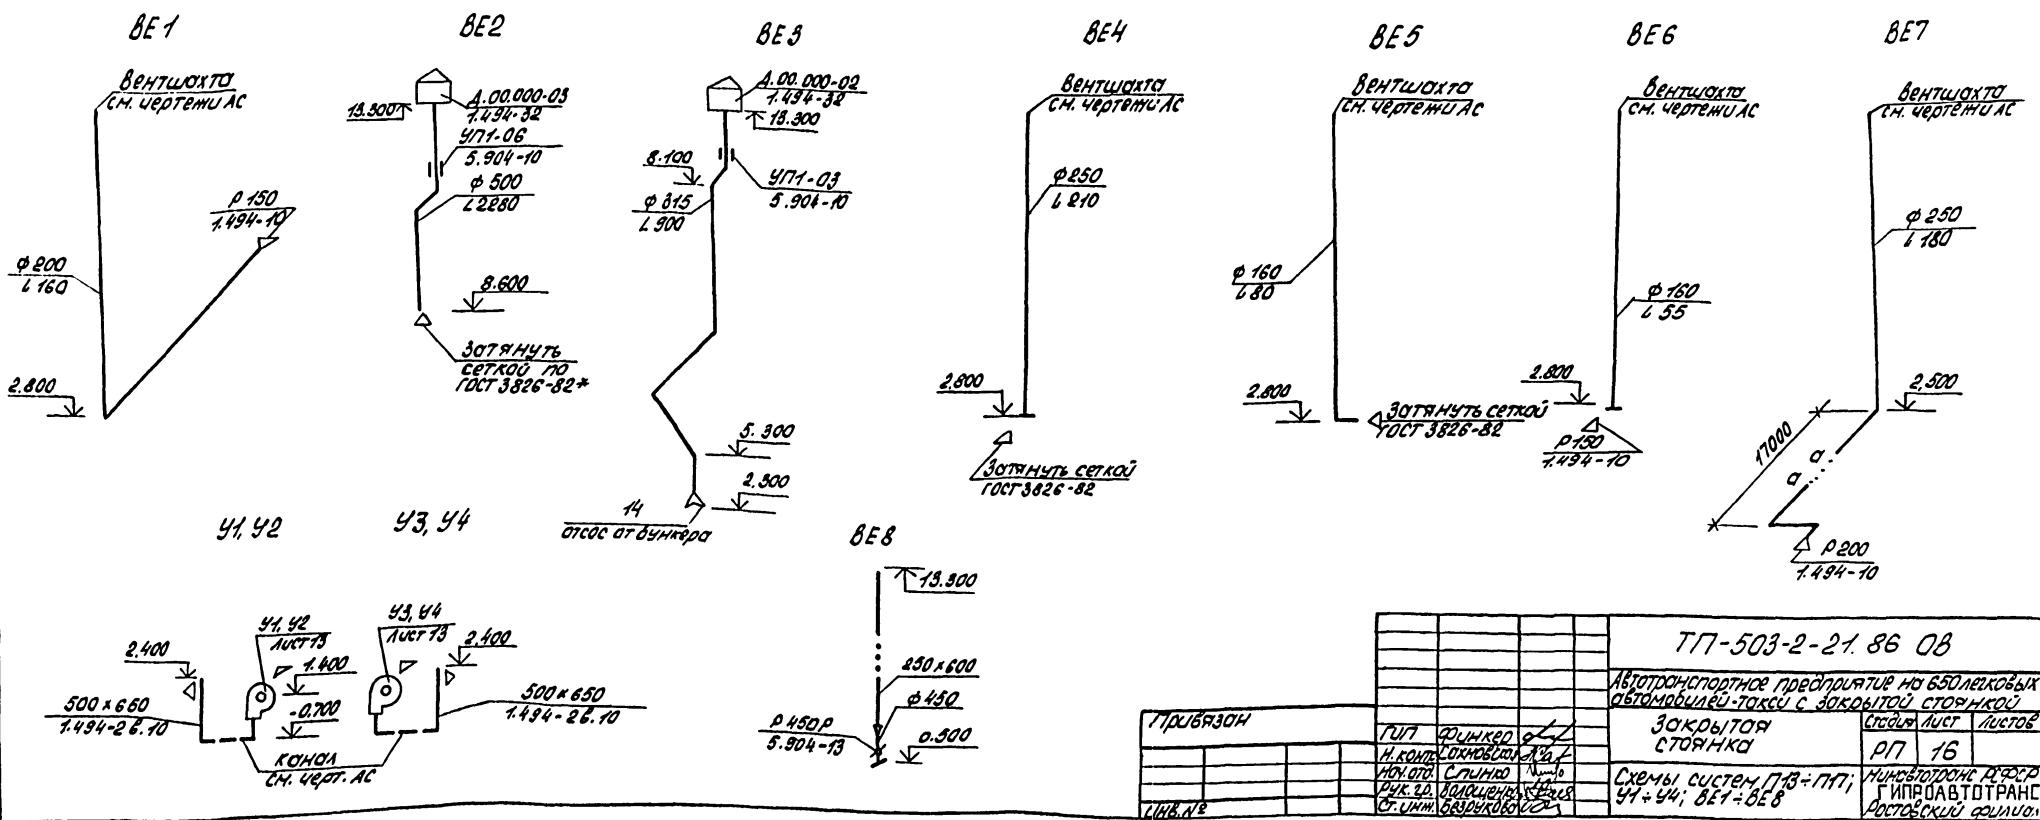 ВЕ1
Вентшахта
см. чертежи АС
Р 150
1.494-10
ф 200
L 160
2.800
ВЕ2
13.300
А.00.000-03
1.494-32
УП1-06
5.904-10
ф 500
L 2280
8.600
Затянуть
сеткой по
ГОСТ 3826-82*
ВЕ3
А.00.000-02
1.494-32
13.300
8.100
УП1-03
5.904-10
ф 315
L 900
5.300
2.300
14
отсос от бункера
ВЕ4
Вентшахта
см. чертежи АС
ф 250
L 210
2.800
Затянуть сеткой
ГОСТ 3826-82
ВЕ5
Вентшахта
см. чертежи АС
ф 160
L 80
2.800
Затянуть сеткой
ГОСТ 3826-82
ВЕ6
Вентшахта
см. чертежи АС
ф 160
L 55
2.800
Р 150
1.494-10
ВЕ7
Вентшахта
см. чертежи АС
ф 250
L 180
2.500
17000
а
а
Р 200
1.494-10
У1, У2
У1, У2
Лист 13
2.400
1.400
-0.700
500 х 650
1.494-26.10
У3, У4
У3, У4
Лист 13
2.400
500 х 650
1.494-26.10
канал
см. черт. АС
ВЕ8
13.300
250 х 600
ф 450
Р 450Р
5.904-13
0.500
Привязан
ИНВ. №
ГИП Финкер
Н. конт. Сахновская
Нач. отд. Слинко
Рук. гр.
Ст. инж. Безрукова
ТП-503-2-21.86 ОВ
Автотранспортное предприятие на 650 легковых
автомобилей-такси с закрытой стоянкой
Закрытая
стоянка
Стадия Лист Листов
РП 16
Схемы систем П13÷П17;
У1÷У4; ВЕ1÷ВЕ8
Минавтотранс РСФСР
ГИПРОАВТОТРАНС
Ростовский филиал